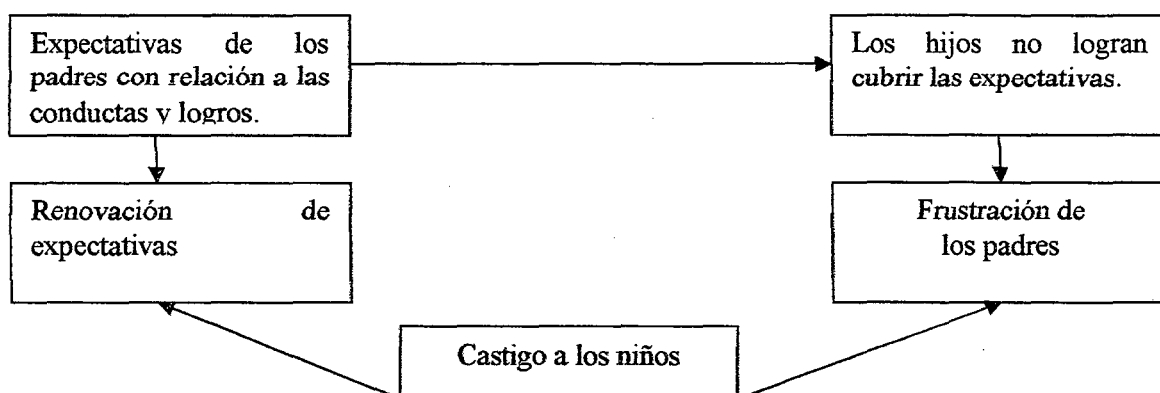 Expectativas de los
padres con relación a las
conductas y logros.
Los hijos no logran
cubrir las expectativas.
Renovación de
expectativas
Frustración de
los padres
Castigo a los niños